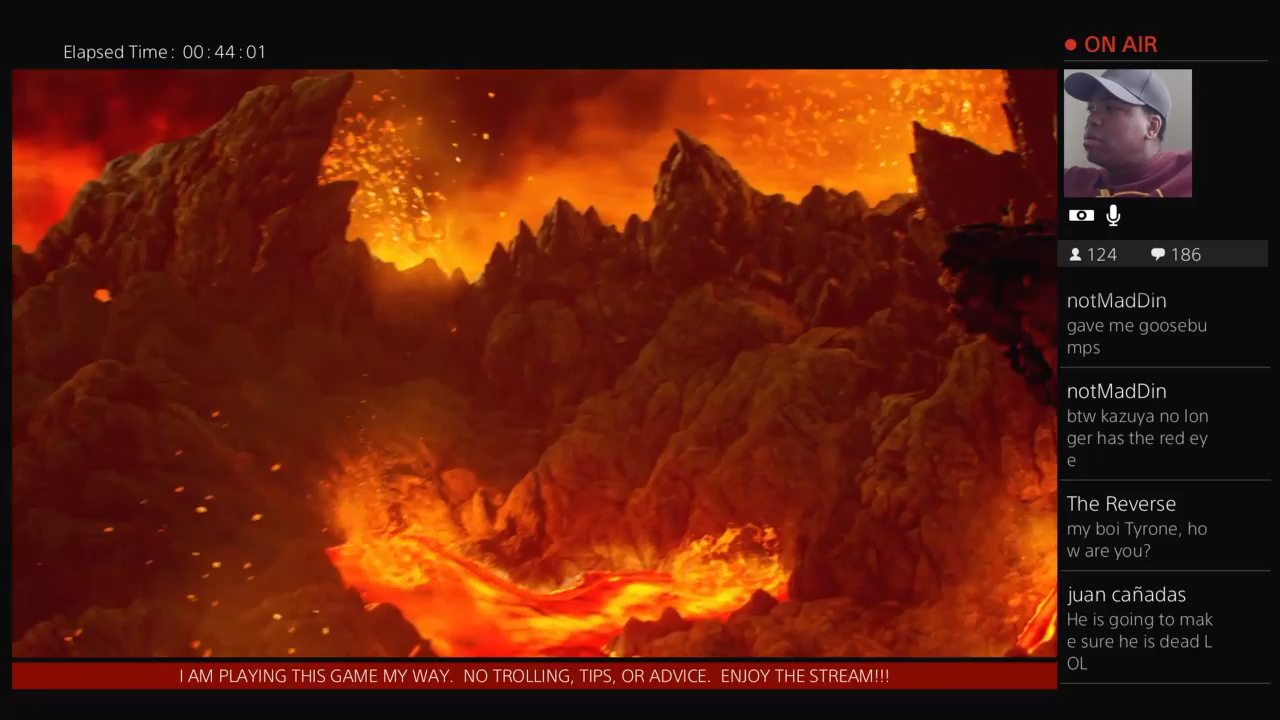 Elapsed Time: 00:44:01
ON AIR
124 186
notMadDin
gave me goosebu
mps
notMadDin
btw kazuya no lon
ger has the red ey
e
The Reverse
my boi Tyrone, ho
w are you?
juan cañadas
He is going to mak
e sure he is dead L
OL
I AM PLAYING THIS GAME MY WAY. NO TROLLING, TIPS, OR ADVICE. ENJOY THE STREAM!!!